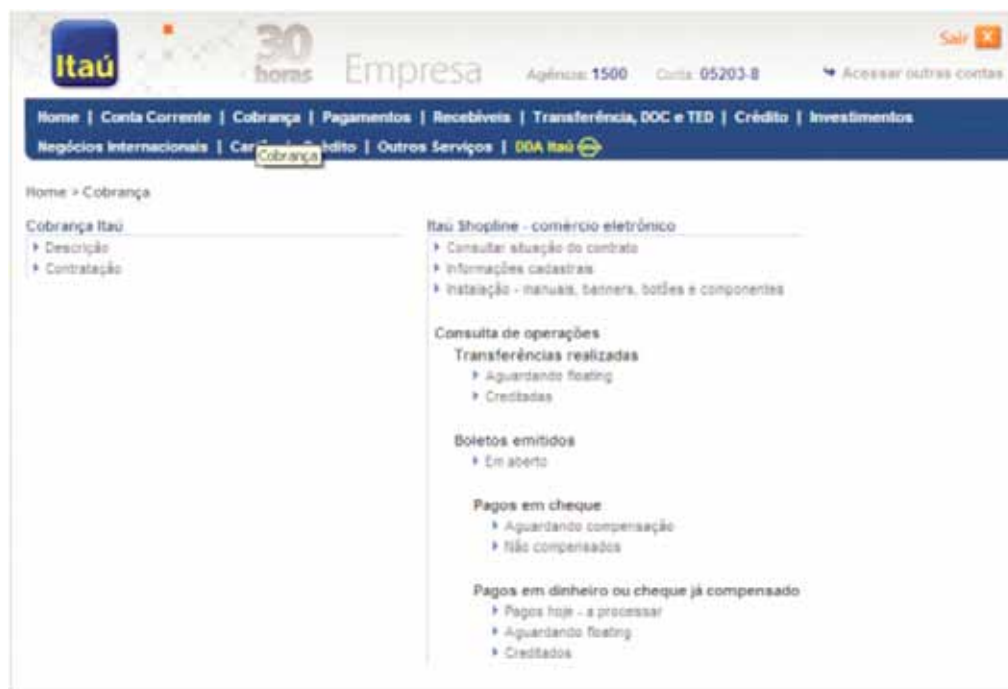 Itaú
30
horas
Empresa
Agência: 1500
Conta: 05203-8
Sair X
Acessar outras contas
Home | Conta Corrente | Cobrança | Pagamentos | Recebíveis | Transferência, DOC e TED | Crédito | Investimentos
Negócios Internacionais | Crédito | Outros Serviços | DDA Itaú
Cobrança
Home > Cobrança
Cobrança Itaú
Descrição
Contratação
Itaú Shopline - comércio eletrônico
Consultar situação do contrato
Informações cadastrais
Instalação - manuais, banners, botões e componentes
Consulta de operações
Transferências realizadas
Aguardando floating
Creditadas
Boletos emitidos
Em aberto
Pagos em cheque
Aguardando compensação
Não compensados
Pagos em dinheiro ou cheque já compensado
Pagos hoje - a processar
Aguardando floating
Creditados